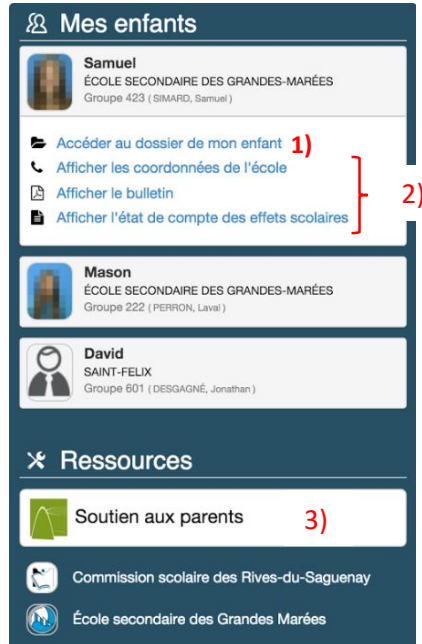 Mes enfants
Samuel
ÉCOLE SECONDAIRE DES GRANDES-MARÉES
Groupe 423 ( SIMARD, Samuel )
Accéder au dossier de mon enfant 1)
Afficher les coordonnées de l'école
Afficher le bulletin
2)
Afficher l'état de compte des effets scolaires
Mason
ÉCOLE SECONDAIRE DES GRANDES-MARÉES
Groupe 222 ( PERRON, Laval )
David
SAINT-FELIX
Groupe 601 ( DESGAGNÉ, Jonathan )
Ressources
Soutien aux parents 3)
Commission scolaire des Rives-du-Saguenay
École secondaire des Grandes Marées